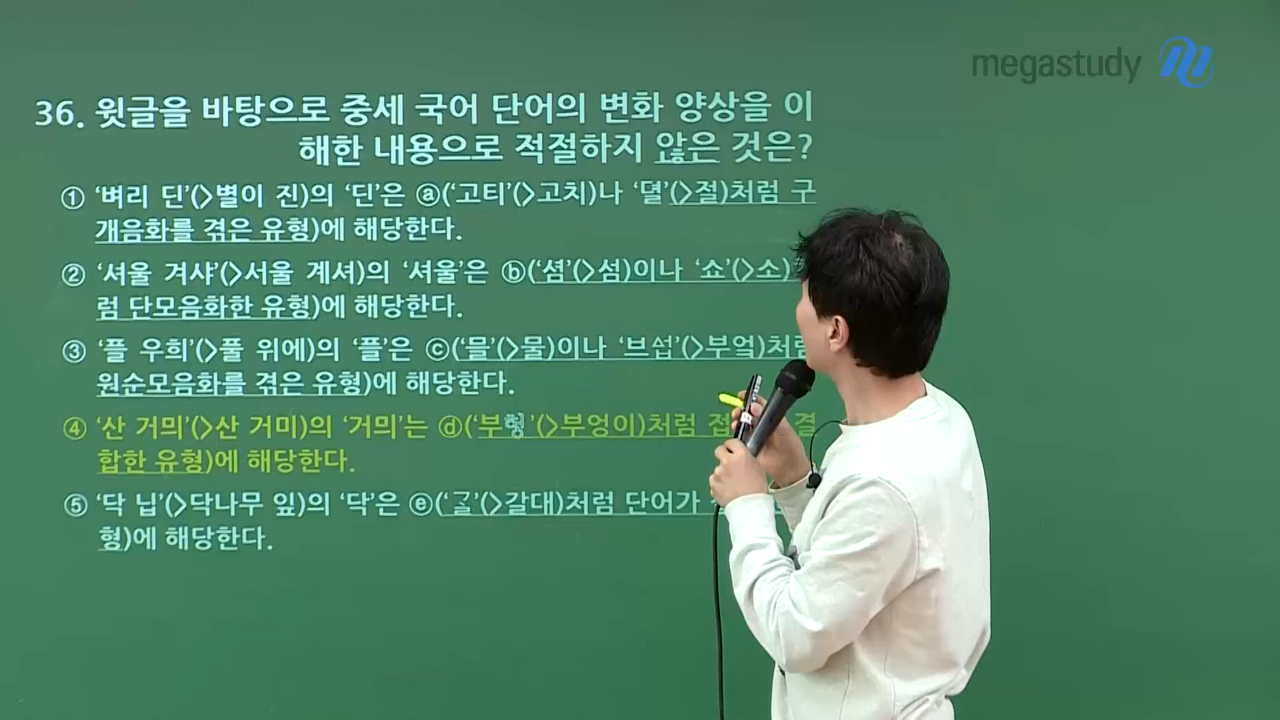 megastudy
36. 윗글을 바탕으로 중세 국어 단어의 변화 양상을 이
해한 내용으로 적절하지 않은 것은?
① ‘벼리 딘’(>별이 진)의 ‘딘’은 ⓐ(‘고티’(>고치)나 ‘뎔’(>절)처럼 구
개음화를 겪은 유형)에 해당한다.
② ‘셔울 겨샤’(>서울 계셔)의 ‘셔울’은 ⓑ(‘셤’(>섬)이나 ‘쇼’(>소)
럼 단모음화한 유형)에 해당한다.
③ ‘플 우희’(>풀 위에)의 ‘플’은 ⓒ(‘믈’(>물)이나 ‘브섭’(>부엌)처럼
원순모음화를 겪은 유형)에 해당한다.
④ ‘산 거믜’(>산 거미)의 ‘거믜’는 ⓓ(‘부헝’(>부엉이)처럼 접 결
합한 유형)에 해당한다.
⑤ ‘닥 닙’(>닥나무 잎)의 ‘닥’은 ⓔ(‘ᄀᆞᆯ’(>갈대)처럼 단어가
형)에 해당한다.